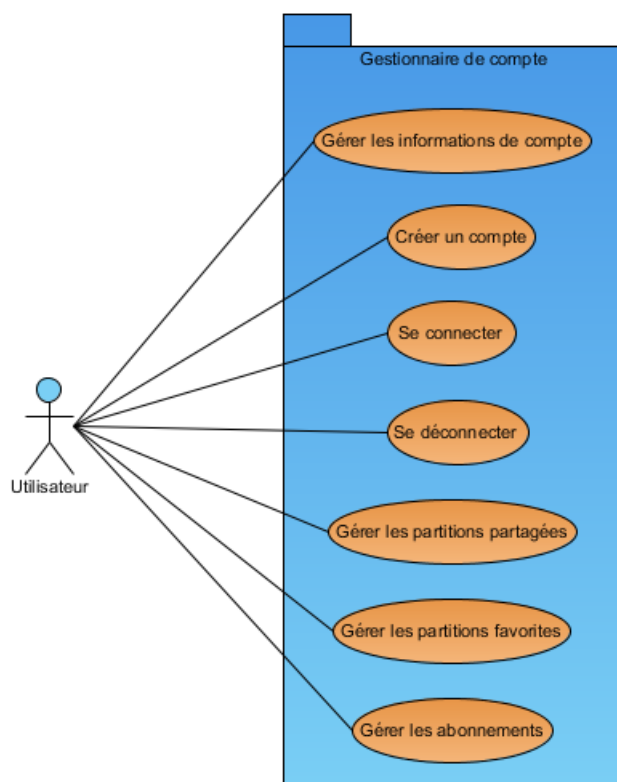 Gestionnaire de compte
Gérer les informations de compte
Créer un compte
Se connecter
Se déconnecter
Utilisateur
Gérer les partitions partagées
Gérer les partitions favorites
Gérer les abonnements